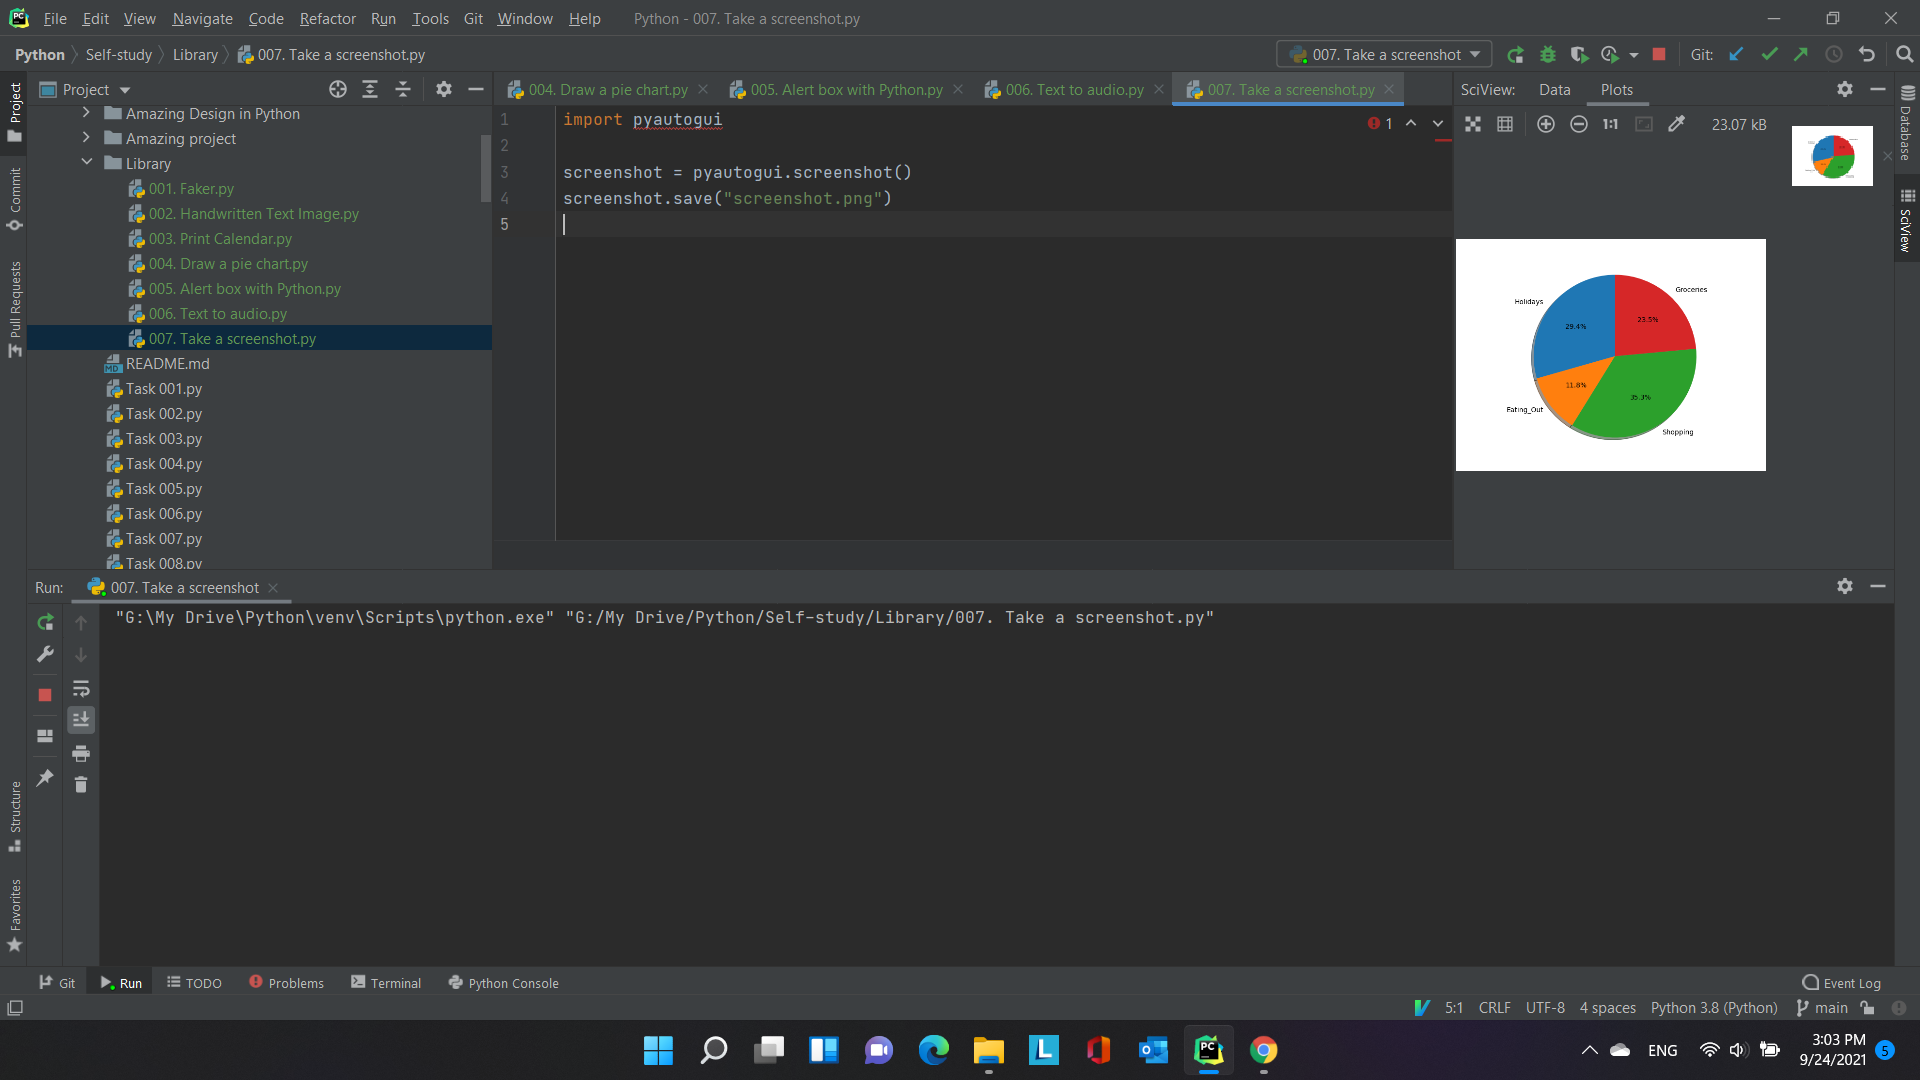 File Edit View Navigate Code Refactor Run Tools Git Window Help Python - 007. Take a screenshot.py
Python Self-study Library 007. Take a screenshot.py 007. Take a screenshot Git:
Project
Project
Commit
Pull Requests
Structure
Favorites
Amazing Design in Python
Amazing project
Library
001. Faker.py
002. Handwritten Text Image.py
003. Print Calendar.py
004. Draw a pie chart.py
005. Alert box with Python.py
006. Text to audio.py
007. Take a screenshot.py
README.md
Task 001.py
Task 002.py
Task 003.py
Task 004.py
Task 005.py
Task 006.py
Task 007.py
Task 008.py
004. Draw a pie chart.py 005. Alert box with Python.py 006. Text to audio.py 007. Take a screenshot.py
1 import pyautogui 1
2
3 screenshot = pyautogui.screenshot()
4 screenshot.save("screenshot.png")
5
SciView: Data Plots
1:1 23.07 kB
Database
SciView
Groceries
Holidays
23.5%
29.4%
11.8%
35.3%
Eating_Out
Shopping
Run: 007. Take a screenshot
"G:\My Drive\Python\venv\Scripts\python.exe" "G:/My Drive/Python/Self-study/Library/007. Take a screenshot.py"
Git Run TODO Problems Terminal Python Console Event Log
5:1 CRLF UTF-8 4 spaces Python 3.8 (Python) main
ENG 3:03 PM
9/24/2021 5